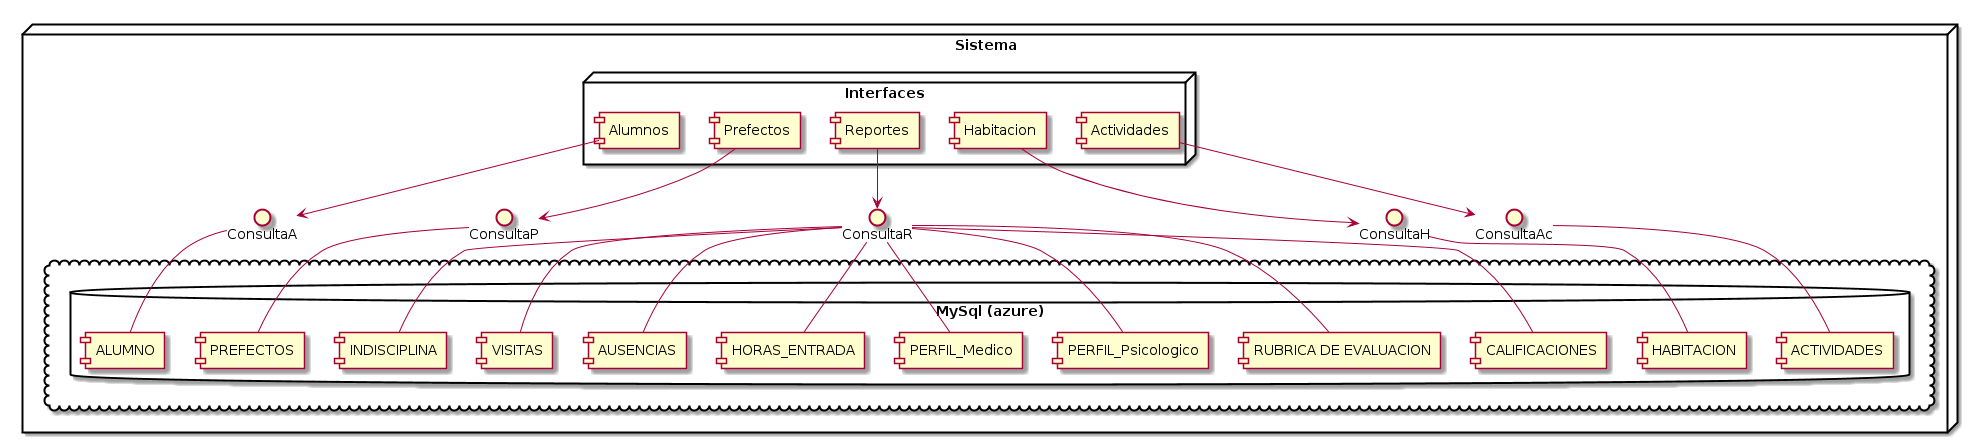 Sistema
Interfaces
Alumnos
Prefectos
Reportes
Habitacion
Actividades
ConsultaA
ConsultaP
ConsultaR
ConsultaH
ConsultaAc
MySql (azure)
ALUMNO
PREFECTOS
INDISCIPLINA
VISITAS
AUSENCIAS
HORAS_ENTRADA
PERFIL_Medico
PERFIL_Psicologico
RUBRICA DE EVALUACION
CALIFICACIONES
HABITACION
ACTIVIDADES